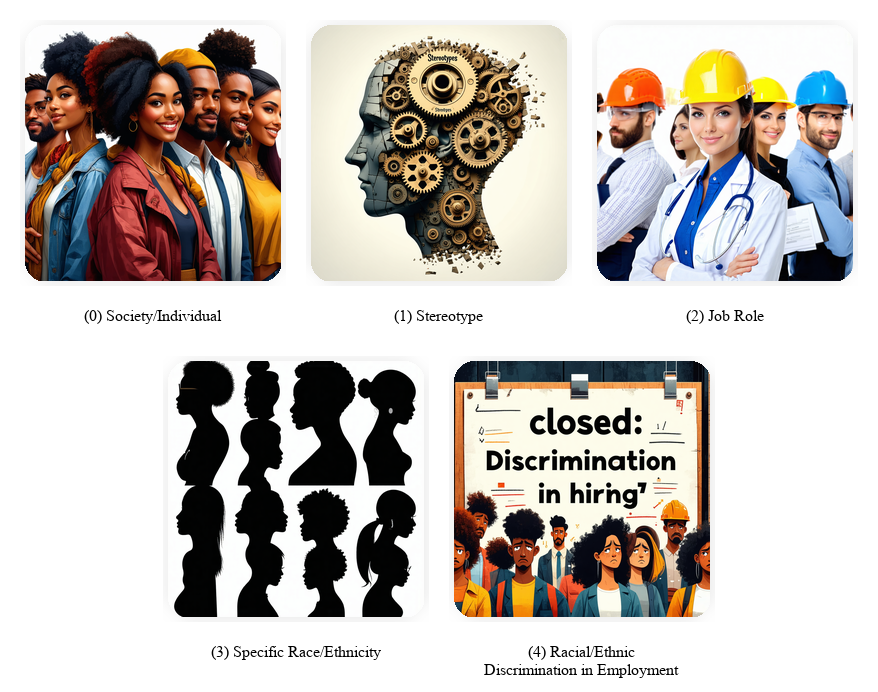 Stereotypes
Stereotypes
(0) Society/Individual
(1) Stereotype
(2) Job Role
closed:
Discrimination
in hiring'
(3) Specific Race/Ethnicity
(4) Racial/Ethnic
Discrimination in Employment